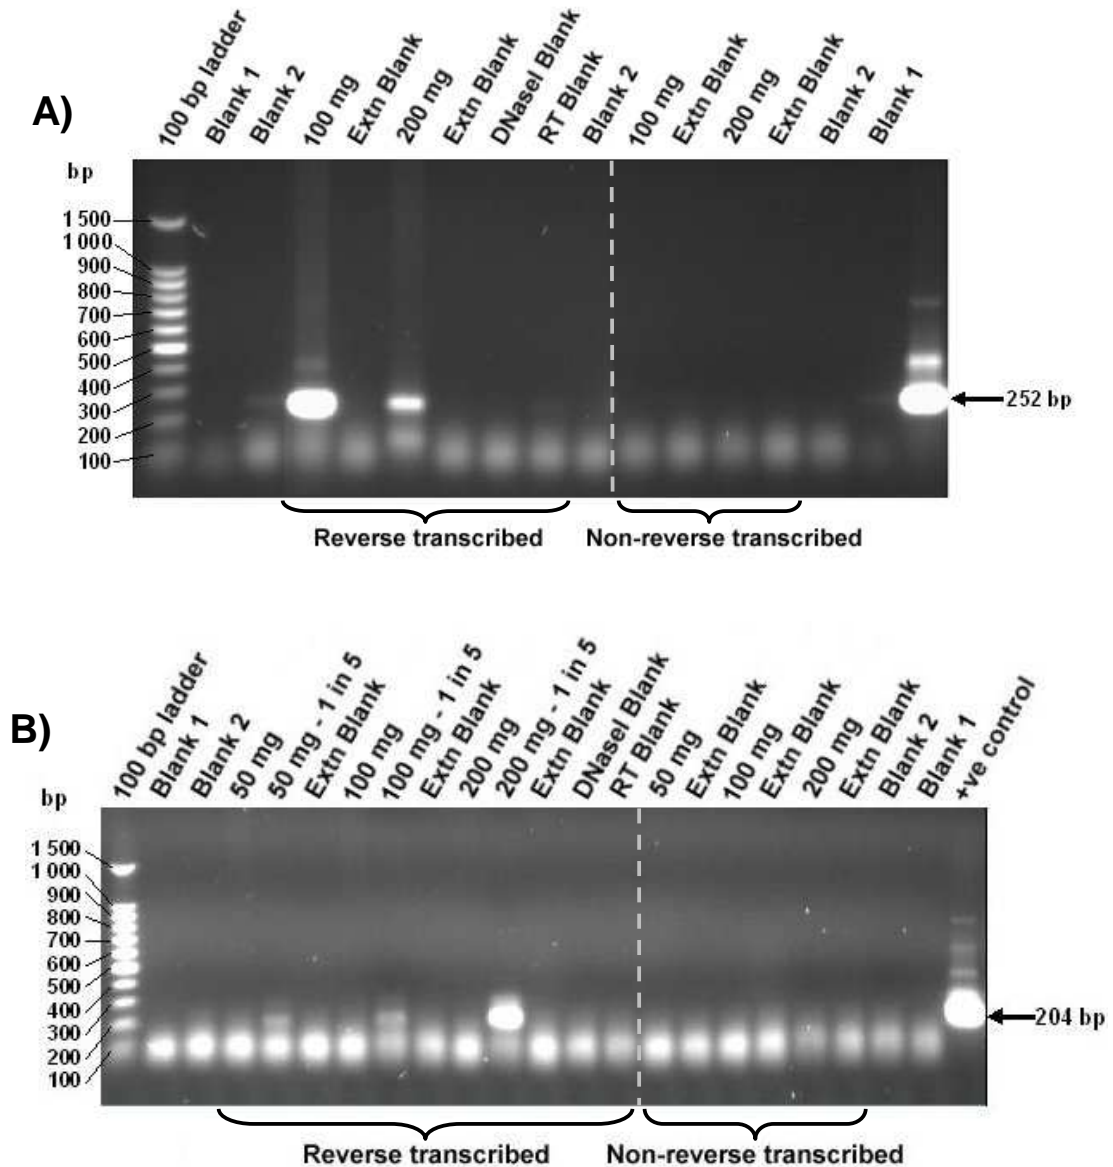 A)
100 bp ladder
Blank 1
Blank 2
100 mg
Extn Blank
200 mg
Extn Blank
DNaseI Blank
RT Blank
Blank 2
100 mg
Extn Blank
200 mg
Extn Blank
Blank 2
Blank 1
bp
1 500
1 000
900
800
700
600
500
400
300
200
100
252 bp
Reverse transcribed
Non-reverse transcribed
B)
100 bp ladder
Blank 1
Blank 2
50 mg
50 mg - 1 in 5
Extn Blank
100 mg
100 mg - 1 in 5
Extn Blank
200 mg
200 mg - 1 in 5
Extn Blank
DNaseI Blank
RT Blank
50 mg
Extn Blank
100 mg
Extn Blank
200 mg
Extn Blank
Blank 2
Blank 1
+ve control
bp
1 500
1 000
900
800
700
600
500
400
300
200
100
204 bp
Reverse transcribed
Non-reverse transcribed